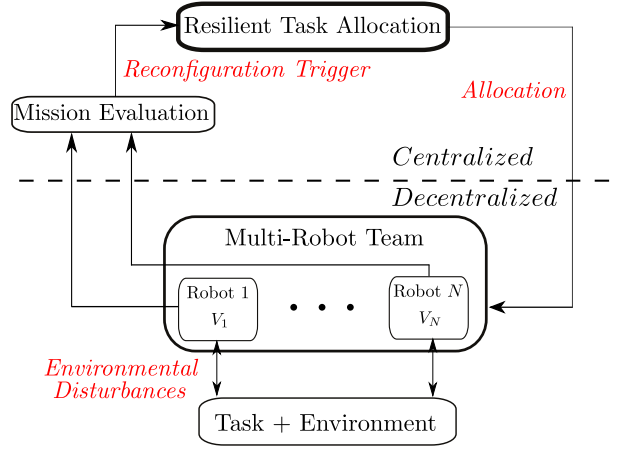 Resilient Task Allocation
Reconfiguration Trigger
Allocation
Mission Evaluation
Centralized
Decentralized
Multi-Robot Team
Robot 1
V₁
• • •
Robot N
V_N
Environmental
Disturbances
Task + Environment